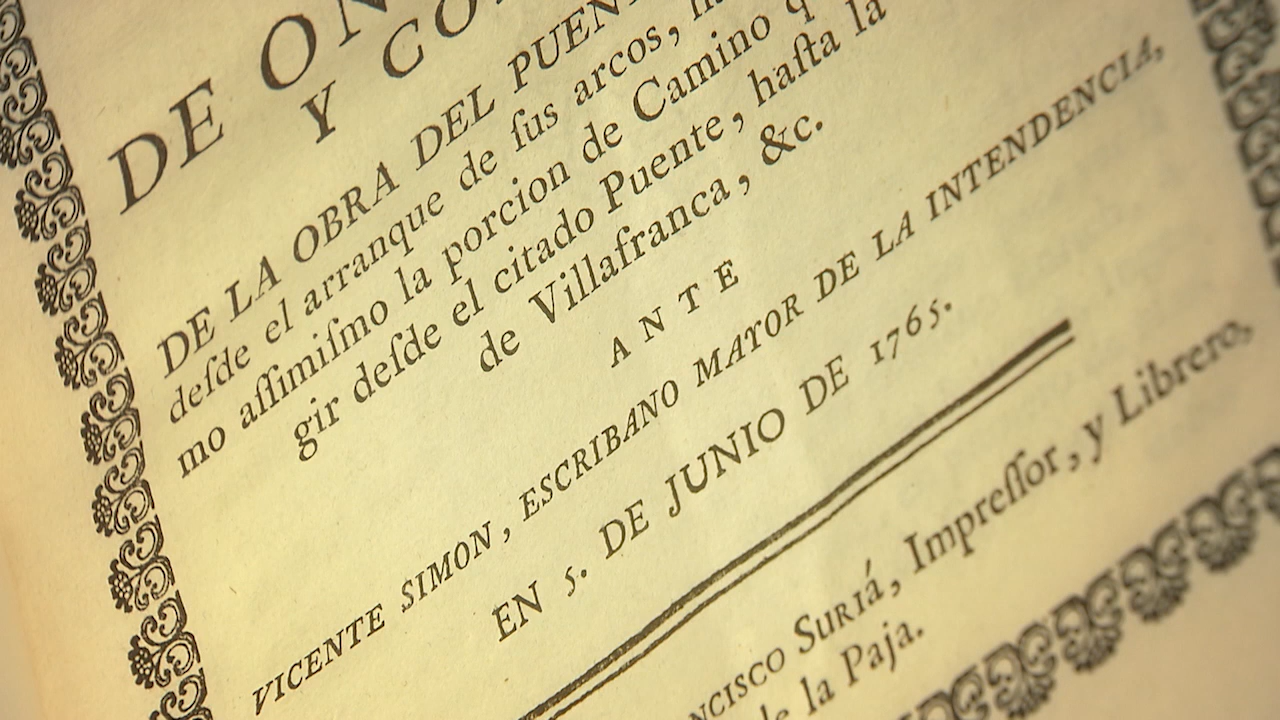 DE
Y
DE LA OBRA DEL
deſde el arranque de ſus arcos,
mo aſſimiſmo la porcion de Camino
gir deſde el citado Puente, haſta la
de Villafranca, &c.
ANTE
VICENTE SIMON, ESCRIBANO MAYOR DE LA INTENDENCIA,
EN 5. DE JUNIO DE 1765.
SURIÁ, Impreſſor, y Librero,
la Paja.